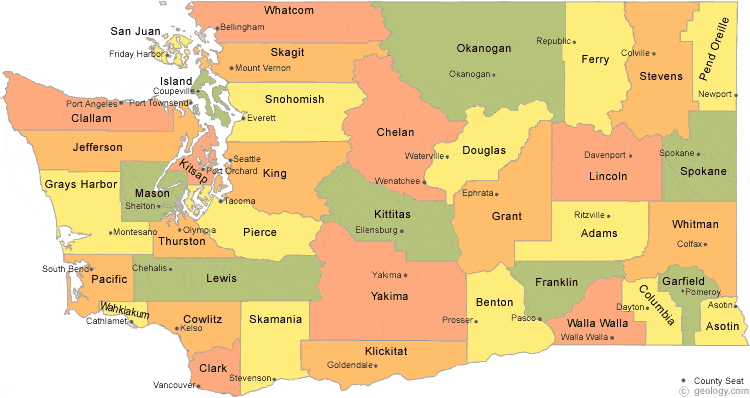 Whatcom
Bellingham
San Juan
Friday Harbor
Skagit
Mount Vernon
Island
Coupeville
Okanogan
Okanogan
Republic
Ferry
Colville
Stevens
Pend Oreille
Newport
Port Angeles
Port Townsend
Clallam
Snohomish
Everett
Chelan
Waterville
Wenatchee
Douglas
Jefferson
Kitsap
Seattle
Port Orchard
King
Ephrata
Grant
Davenport
Lincoln
Spokane
Spokane
Grays Harbor
Mason
Shelton
Tacoma
Montesano
Olympia
Thurston
Pierce
Kittitas
Ellensburg
Ritzville
Adams
Whitman
Colfax
South Bend
Pacific
Chehalis
Lewis
Yakima
Yakima
Benton
Prosser
Pasco
Franklin
Walla Walla
Walla Walla
Columbia
Dayton
Garfield
Pomeroy
Asotin
Asotin
Wahkiakum
Cathlamet
Cowlitz
Kelso
Skamania
Stevenson
Klickitat
Goldendale
Clark
Vancouver
County Seat
© geology.com